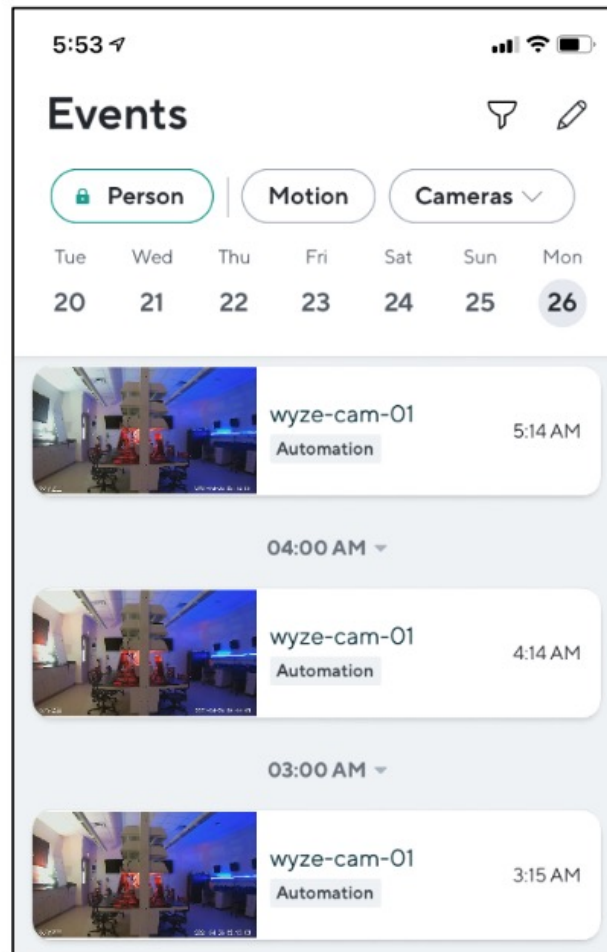 5:53
Events
Person Motion Cameras
Tue Wed Thu Fri Sat Sun Mon
20 21 22 23 24 25 26
wyze-cam-01
Automation
5:14 AM
04:00 AM
wyze-cam-01
Automation
4:14 AM
03:00 AM
wyze-cam-01
Automation
3:15 AM